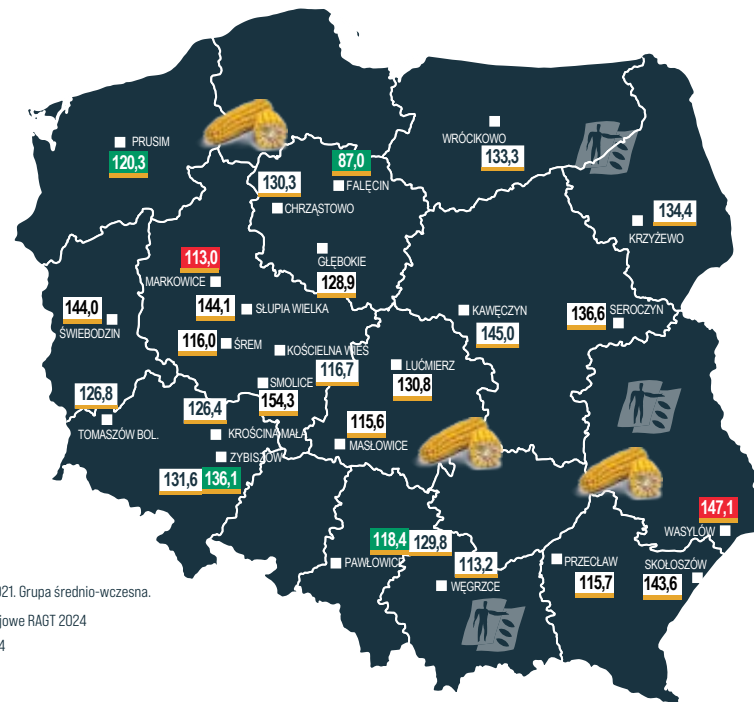 PRUSIM
120,3
WRÓCIKOWO
133,3
87,0
FALĘCIN
130,3
CHRZĄSTOWO
134,4
KRZYŻEWO
GŁĘBOKIE
128,9
113,0
MARKOWICE
144,1
SŁUPIA WIELKA
144,0
ŚWIEBODZIN
116,0
ŚREM
KOŚCIELNA WIEŚ
116,7
KAWĘCZYN
145,0
136,6
SEROCZYN
LUĆMIERZ
130,8
SMOLICE
154,3
126,8
TOMASZÓW BOL.
126,4
KROŚCINA MAŁA
115,6
MASŁOWICE
ZYBISZÓW
131,6 136,1
147,1
WASYLÓW
118,4 129,8
PAWŁOWICE
113,2
WĘGRZCE
PRZECŁAW
115,7
SKOŁOSZÓW
143,6
21. Grupa średnio-wczesna.
jowe RAGT 2024
4